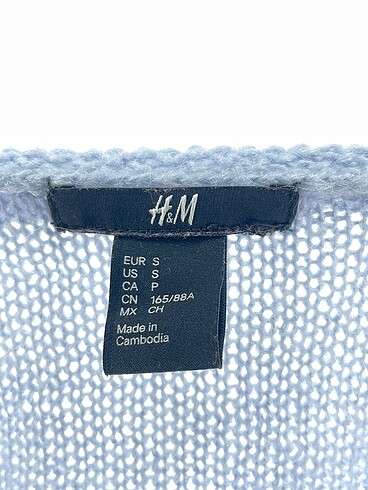 H&M
EUR S
US S
CA P
CN 165/88A
MX CH
Made in
Cambodia